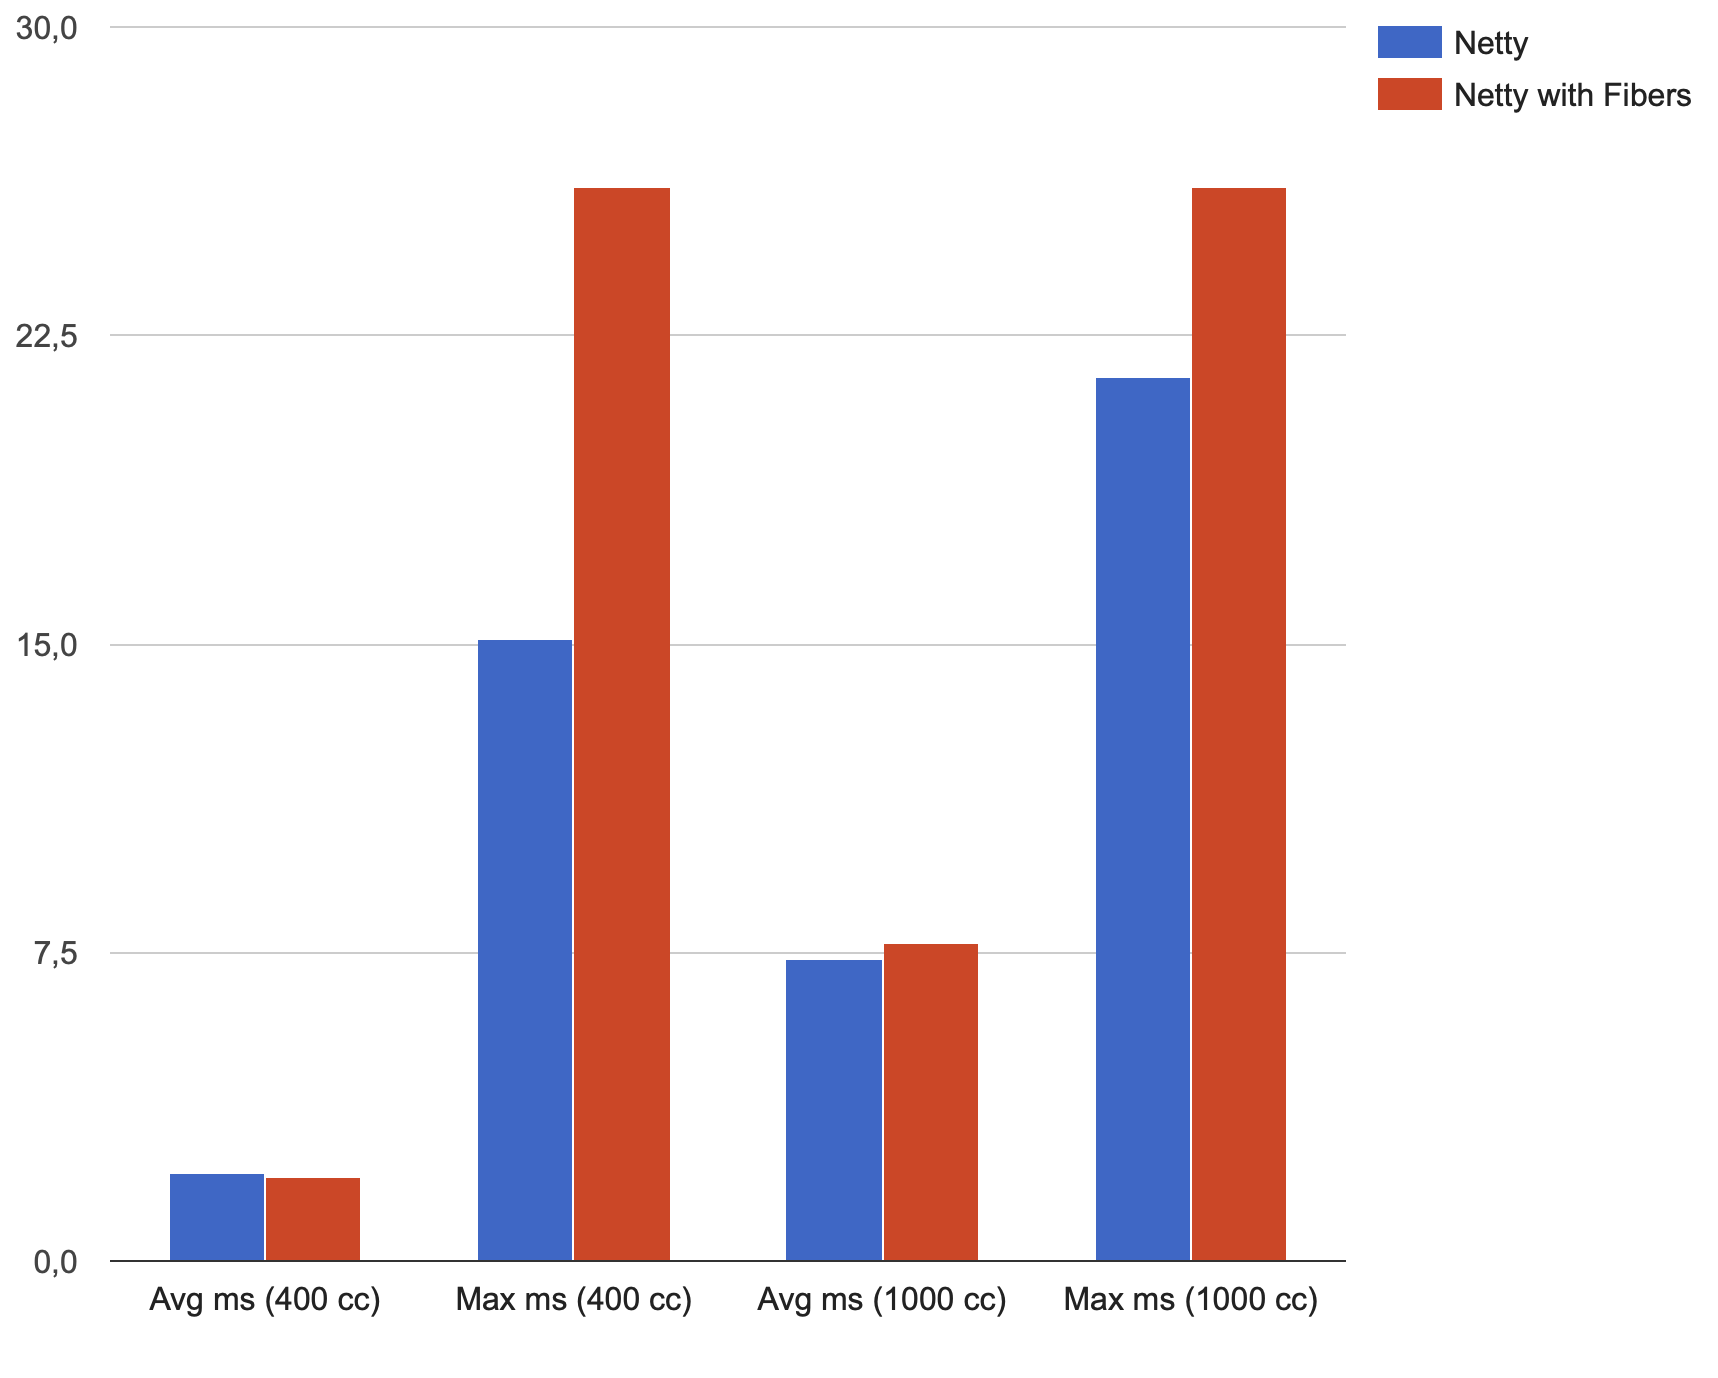 30,0
22,5
15,0
7,5
0,0
Avg ms (400 cc)
Max ms (400 cc)
Avg ms (1000 cc)
Max ms (1000 cc)
Netty
Netty with Fibers